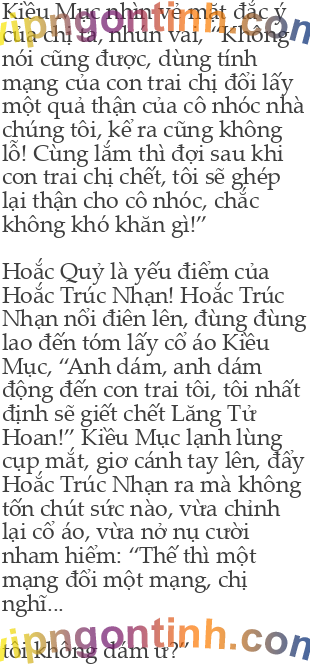 Kiều Mục nhìn vẻ mặt đắc ý
của chị ta, nhún vai, “Không
nói cũng được, dùng tính
mạng của con trai chị đổi lấy
một quả thận của cô nhóc nhà
chúng tôi, kể ra cũng không
lỗ! Cùng lắm thì đợi sau khi
con trai chị chết, tôi sẽ ghép
lại thận cho cô nhóc, chắc
không khó khăn gì!”
Hoắc Quỷ là yếu điểm của
Hoắc Trúc Nhạn! Hoắc Trúc
Nhạn nổi điên lên, đùng đùng
lao đến tóm lấy cổ áo Kiều
Mục, “Anh dám, anh dám
động đến con trai tôi, tôi nhất
định sẽ giết chết Lăng Tử
Hoan!” Kiều Mục lạnh lùng
cụp mắt, giơ cánh tay lên, đẩy
Hoắc Trúc Nhạn ra mà không
tốn chút sức nào, vừa chỉnh
lại cổ áo, vừa nở nụ cười
nham hiểm: “Thế thì một
mạng đổi một mạng, chị
nghĩ...
tôi không dám ư?”
vipngontinh.com
vipngontinh.com